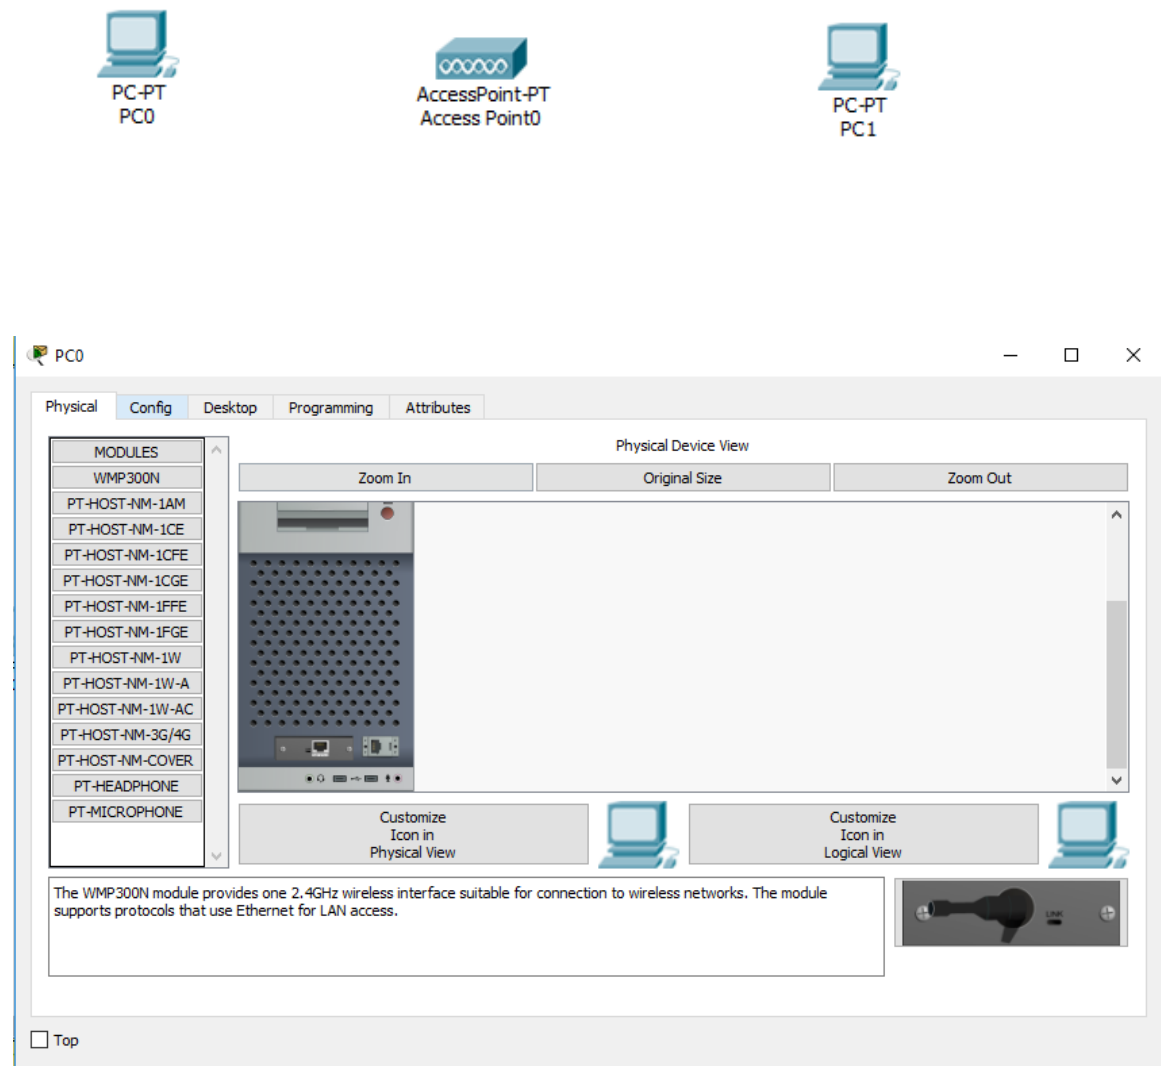 PC-PT
PC0
AccessPoint-PT
Access Point0
PC-PT
PC1
PC0
Physical
Config
Desktop
Programming
Attributes
MODULES
WMP300N
PT-HOST-NM-1AM
PT-HOST-NM-1CE
PT-HOST-NM-1CFE
PT-HOST-NM-1CGE
PT-HOST-NM-1FFE
PT-HOST-NM-1FGE
PT-HOST-NM-1W
PT-HOST-NM-1W-A
PT-HOST-NM-1W-AC
PT-HOST-NM-3G/4G
PT-HOST-NM-COVER
PT-HEADPHONE
PT-MICROPHONE
Physical Device View
Zoom In
Original Size
Zoom Out
Customize
Icon in
Physical View
Customize
Icon in
Logical View
The WMP300N module provides one 2.4GHz wireless interface suitable for connection to wireless networks. The module
supports protocols that use Ethernet for LAN access.
LINK
Top